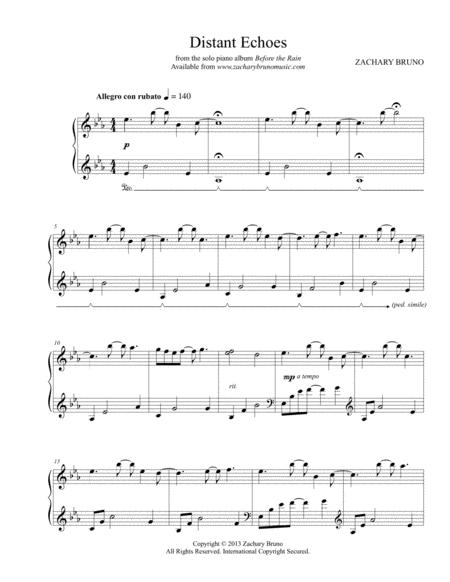 Distant Echoes
from the solo piano album Before the Rain
Available from www.zacharybrunomusic.com
ZACHARY BRUNO
Allegro con rubato ♩ = 140
p
5
(ped. simile)
10
rit
mp a tempo
13
Copyright © 2013 Zachary Bruno
All Rights Reserved. International Copyright Secured.